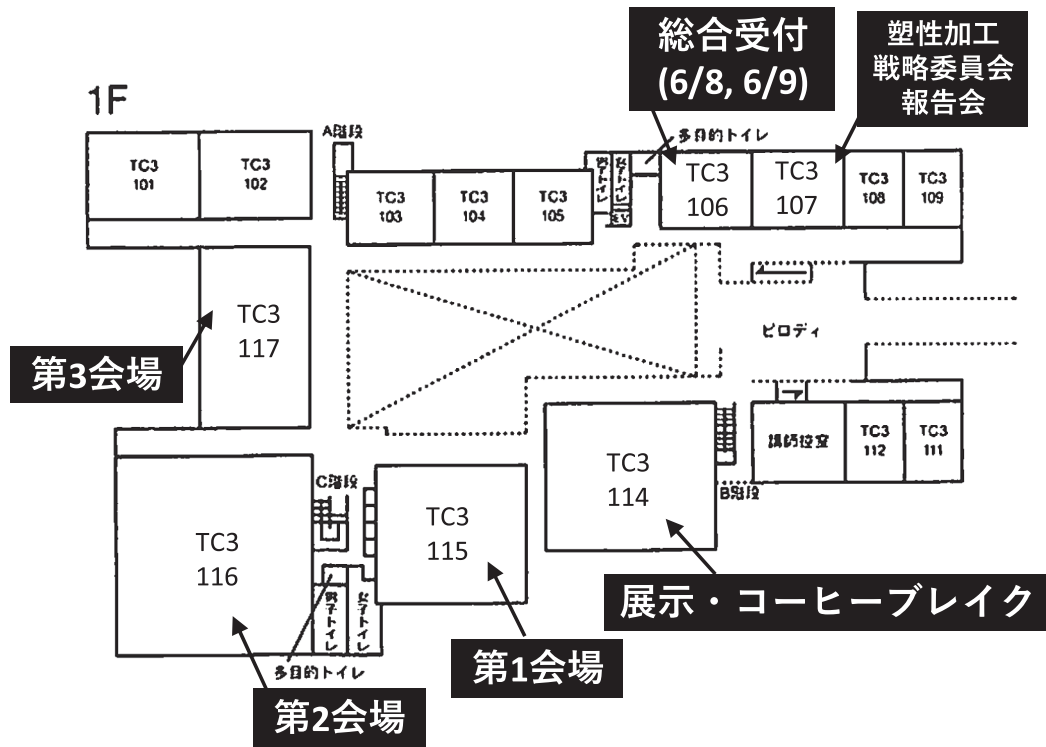 総合受付
(6/8, 6/9)
塑性加工
戦略委員会
報告会
1F
A階段
多目的トイレ
TC3
101
TC3
102
TC3
103
TC3
104
TC3
105
男子トイレ
女子トイレ
EV
TC3
106
TC3
107
TC3
108
TC3
109
TC3
117
ピロティ
第3会場
講師控室
TC3
112
TC3
111
TC3
114
B階段
C階段
TC3
115
TC3
116
展示・コーヒーブレイク
男子トイレ
女子トイレ
多目的トイレ
第1会場
第2会場